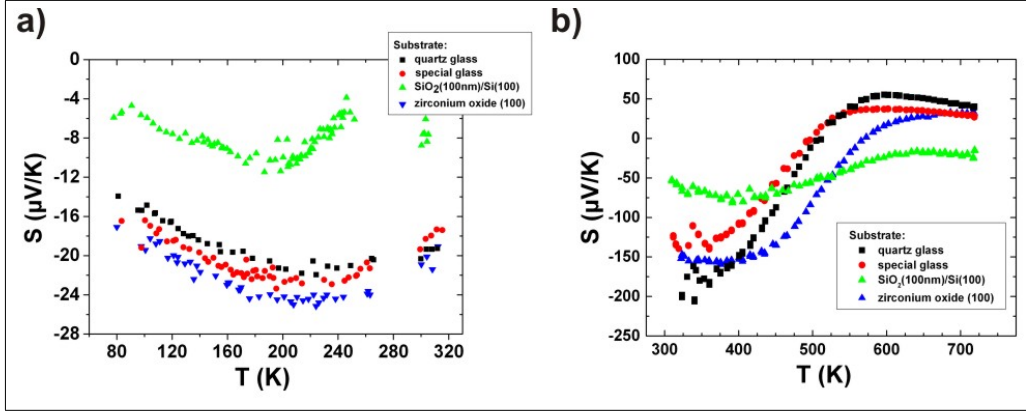 a)
0
-4
-8
-12
-16
-20
-24
-28
S (µV/K)
80 120 160 200 240 280 320
T (K)
Substrate:
quartz glass
special glass
SiO2(100nm)/Si(100)
zirconium oxide (100)
b)
100
50
0
-50
-100
-150
-200
-250
S (µV/K)
300 400 500 600 700
T (K)
Substrate:
quartz glass
special glass
SiO2(100nm)/Si(100)
zirconium oxide (100)